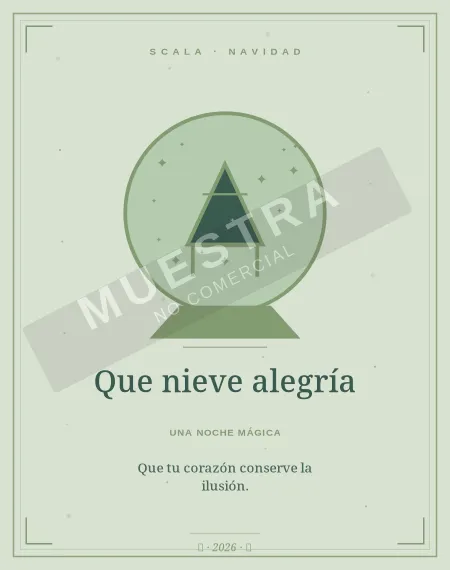 SCALA · NAVIDAD
MUESTRA
NO COMERCIAL
Que nieve alegría
UNA NOCHE MÁGICA
Que tu corazón conserve la
ilusión.
· 2026 ·